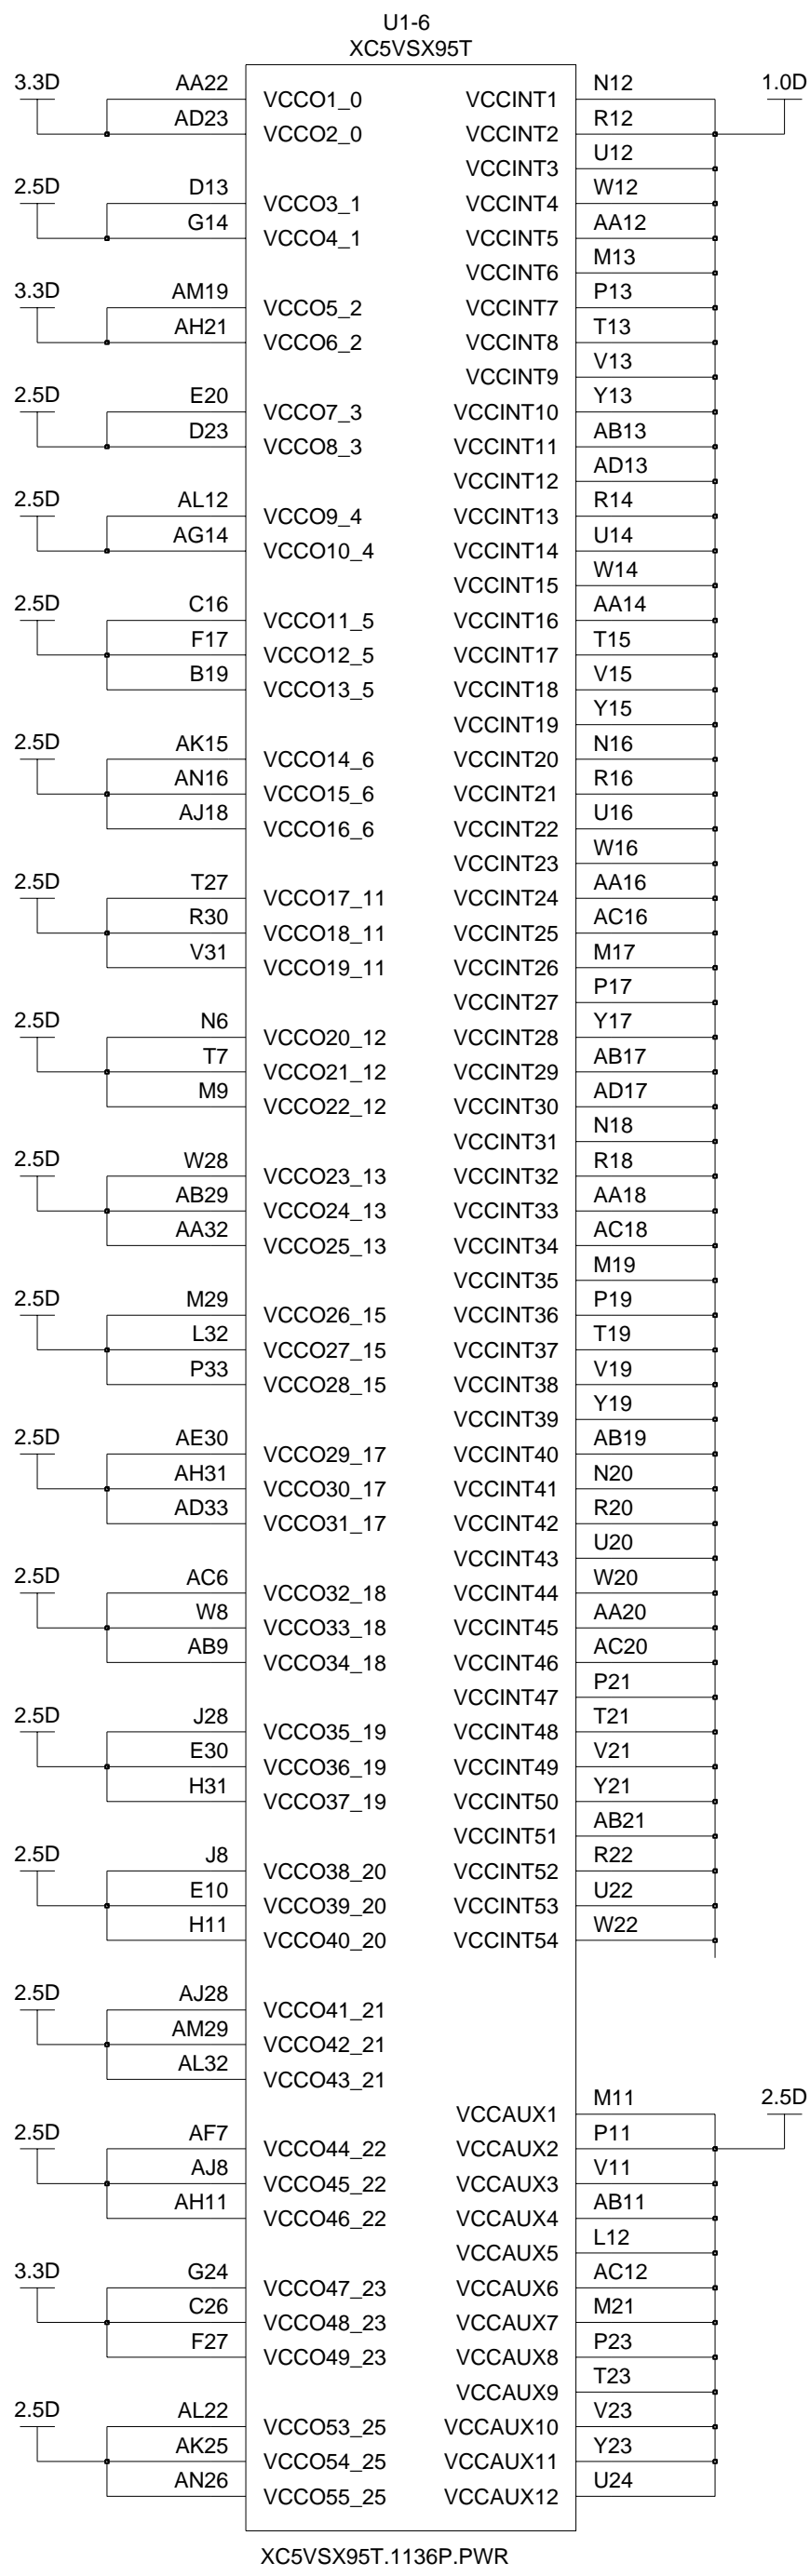 U1-6
XC5VSX95T
3.3D AA22 VCCO1_0 VCCINT1 N12 1.0D
AD23 VCCO2_0 VCCINT2 R12
VCCINT3 U12
2.5D D13 VCCO3_1 VCCINT4 W12
G14 VCCO4_1 VCCINT5 AA12
VCCINT6 M13
3.3D AM19 VCCO5_2 VCCINT7 P13
AH21 VCCO6_2 VCCINT8 T13
VCCINT9 V13
2.5D E20 VCCO7_3 VCCINT10 Y13
D23 VCCO8_3 VCCINT11 AB13
VCCINT12 AD13
2.5D AL12 VCCO9_4 VCCINT13 R14
AG14 VCCO10_4 VCCINT14 U14
VCCINT15 W14
2.5D C16 VCCO11_5 VCCINT16 AA14
F17 VCCO12_5 VCCINT17 T15
B19 VCCO13_5 VCCINT18 V15
VCCINT19 Y15
2.5D AK15 VCCO14_6 VCCINT20 N16
AN16 VCCO15_6 VCCINT21 R16
AJ18 VCCO16_6 VCCINT22 U16
VCCINT23 W16
2.5D T27 VCCO17_11 VCCINT24 AA16
R30 VCCO18_11 VCCINT25 AC16
V31 VCCO19_11 VCCINT26 M17
VCCINT27 P17
2.5D N6 VCCO20_12 VCCINT28 Y17
T7 VCCO21_12 VCCINT29 AB17
M9 VCCO22_12 VCCINT30 AD17
VCCINT31 N18
2.5D W28 VCCO23_13 VCCINT32 R18
AB29 VCCO24_13 VCCINT33 AA18
AA32 VCCO25_13 VCCINT34 AC18
VCCINT35 M19
2.5D M29 VCCO26_15 VCCINT36 P19
L32 VCCO27_15 VCCINT37 T19
P33 VCCO28_15 VCCINT38 V19
VCCINT39 Y19
2.5D AE30 VCCO29_17 VCCINT40 AB19
AH31 VCCO30_17 VCCINT41 N20
AD33 VCCO31_17 VCCINT42 R20
VCCINT43 U20
2.5D AC6 VCCO32_18 VCCINT44 W20
W8 VCCO33_18 VCCINT45 AA20
AB9 VCCO34_18 VCCINT46 AC20
VCCINT47 P21
2.5D J28 VCCO35_19 VCCINT48 T21
E30 VCCO36_19 VCCINT49 V21
H31 VCCO37_19 VCCINT50 Y21
VCCINT51 AB21
2.5D J8 VCCO38_20 VCCINT52 R22
E10 VCCO39_20 VCCINT53 U22
H11 VCCO40_20 VCCINT54 W22
2.5D AJ28 VCCO41_21
AM29 VCCO42_21
AL32 VCCO43_21
VCCAUX1 M11 2.5D
2.5D AF7 VCCO44_22 VCCAUX2 P11
AJ8 VCCO45_22 VCCAUX3 V11
AH11 VCCO46_22 VCCAUX4 AB11
VCCAUX5 L12
3.3D G24 VCCO47_23 VCCAUX6 AC12
C26 VCCO48_23 VCCAUX7 M21
F27 VCCO49_23 VCCAUX8 P23
VCCAUX9 T23
2.5D AL22 VCCO53_25 VCCAUX10 V23
AK25 VCCO54_25 VCCAUX11 Y23
AN26 VCCO55_25 VCCAUX12 U24
XC5VSX95T.1136P.PWR